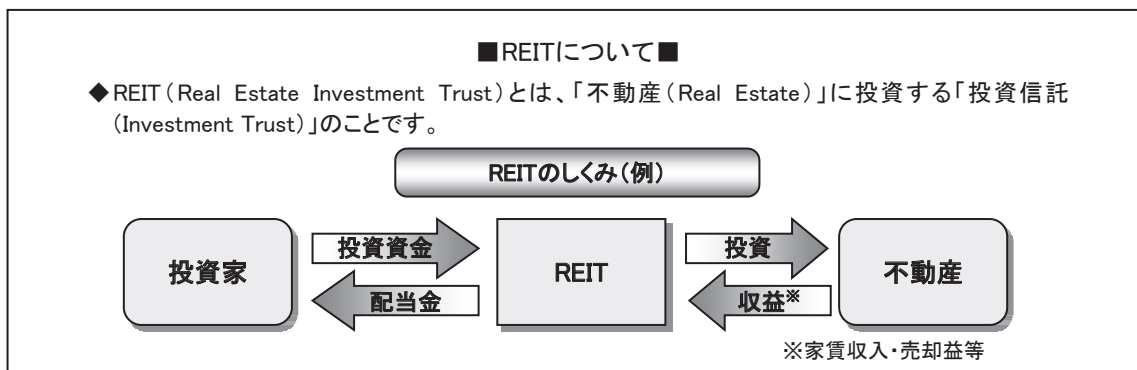 ■REITについて■
◆REIT(Real Estate Investment Trust)とは、「不動産(Real Estate)」に投資する「投資信託
(Investment Trust)」のことです。
REITのしくみ(例)
投資家
投資資金
配当金
REIT
投資
収益※
不動産
※家賃収入・売却益等